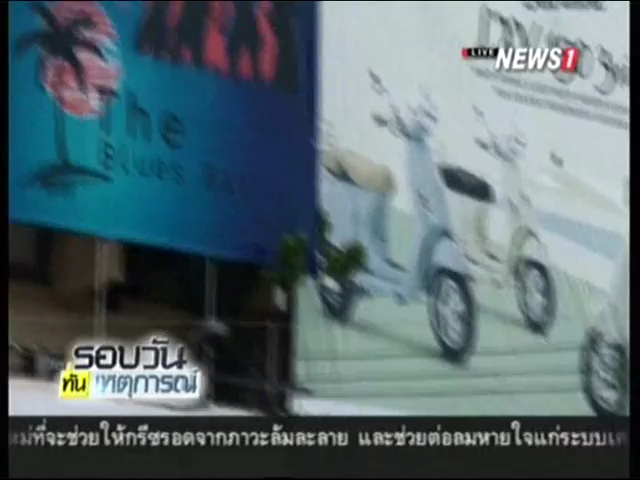 LIVE NEWS1
The
Blues
รอบวัน
ทันเหตุการณ์
หม่ที่จะช่วยให้กรีซรอดจากภาวะล้มละลาย และช่วยต่อลมหายใจแก่ระบบเศ